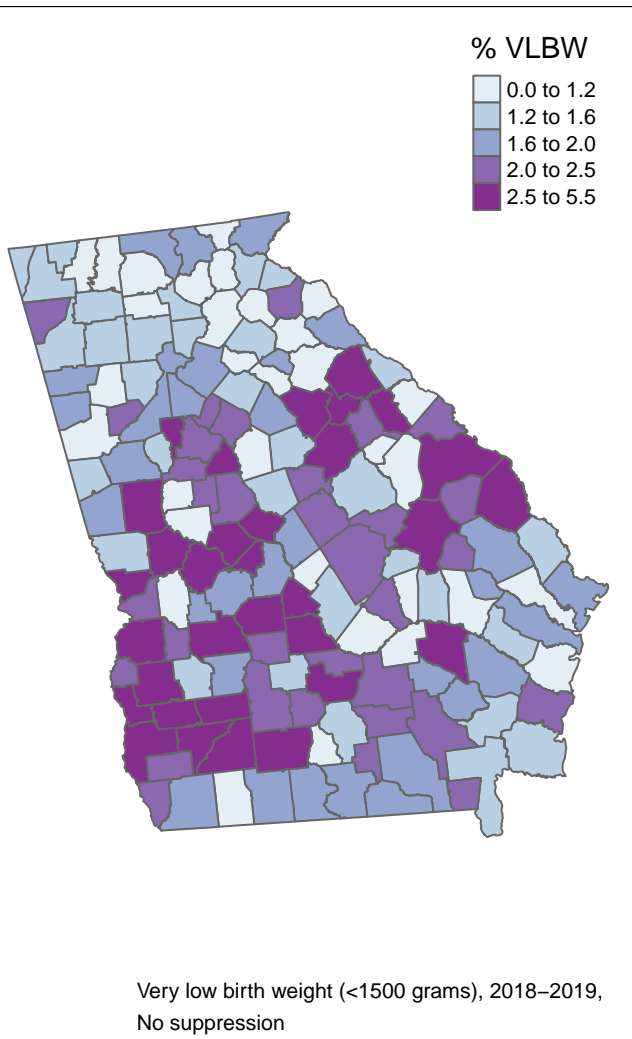 % VLBW
0.0 to 1.2
1.2 to 1.6
1.6 to 2.0
2.0 to 2.5
2.5 to 5.5
Very low birth weight (<1500 grams), 2018–2019,
No suppression